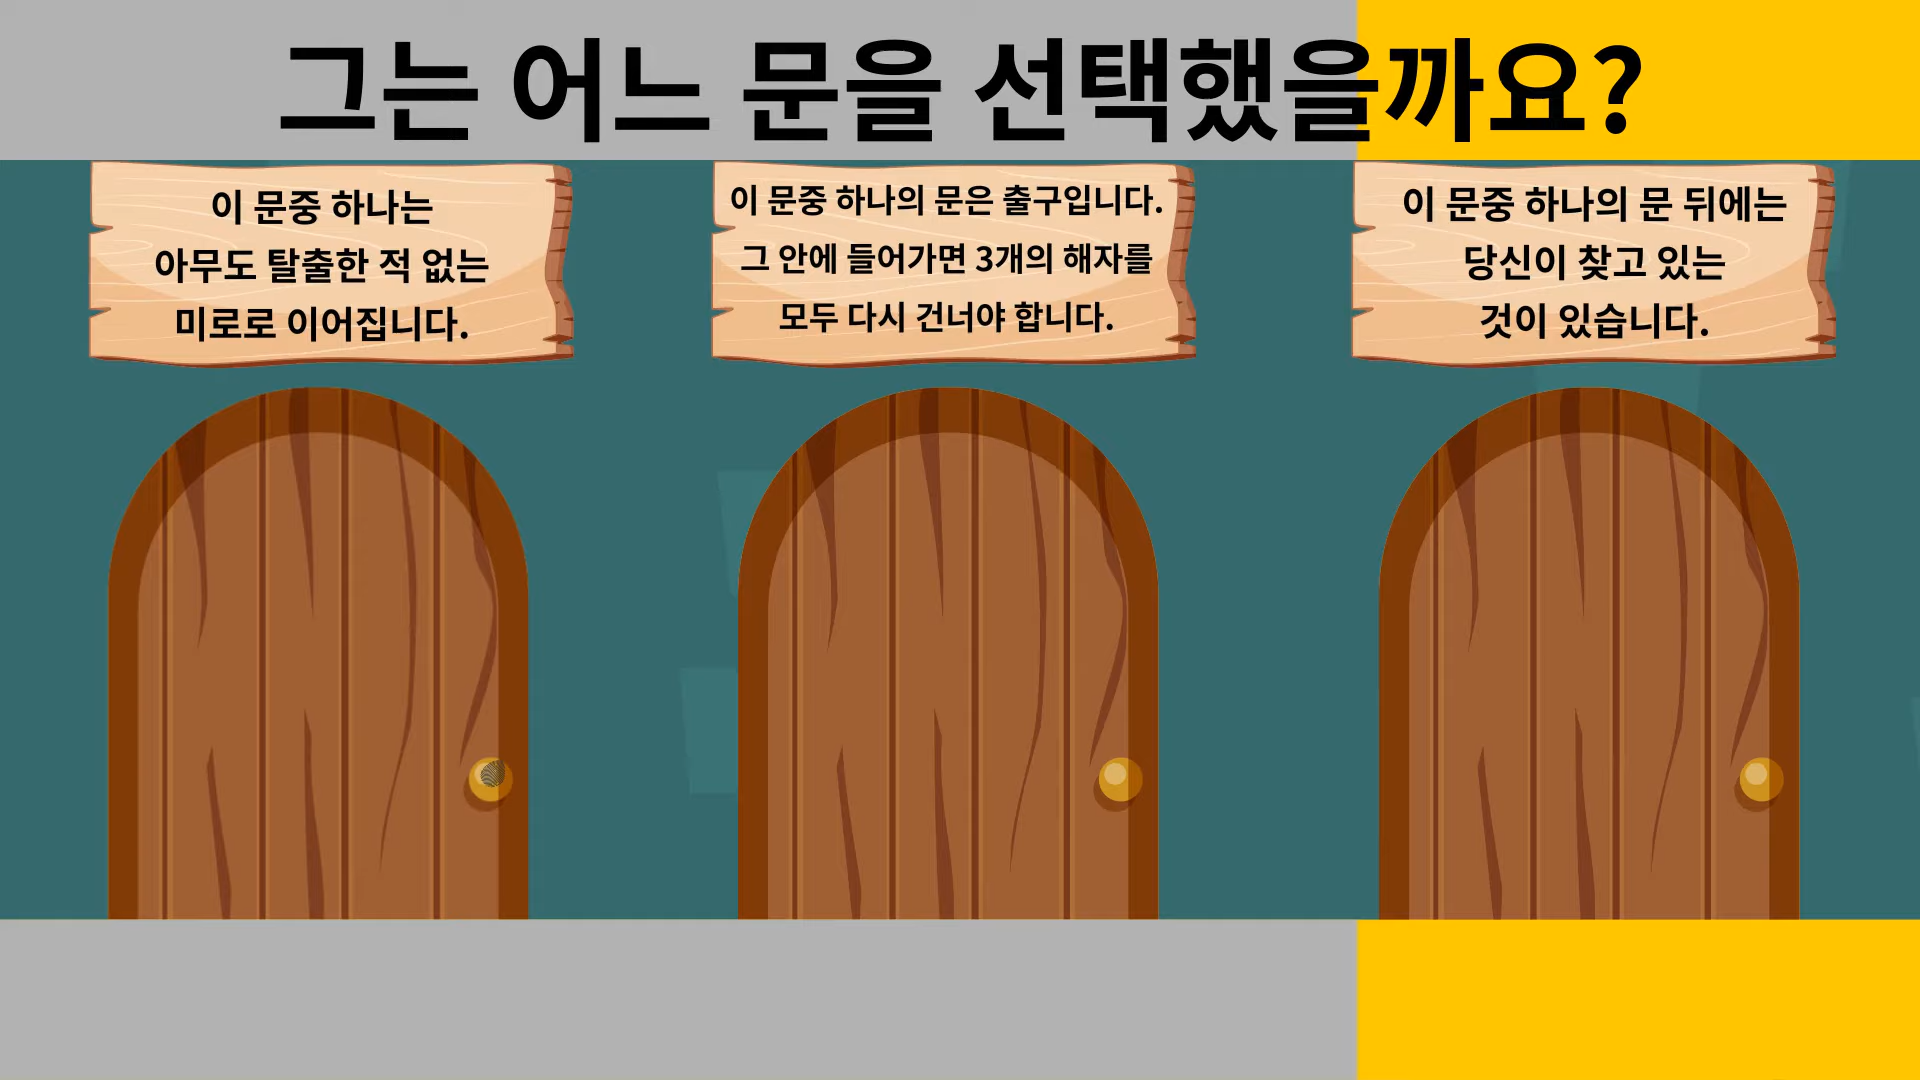 그는 어느 문을 선택했을까요?
이 문중 하나는
아무도 탈출한 적 없는
미로로 이어집니다.
이 문중 하나의 문은 출구입니다.
그 안에 들어가면 3개의 해자를
모두 다시 건너야 합니다.
이 문중 하나의 문 뒤에는
당신이 찾고 있는
것이 있습니다.